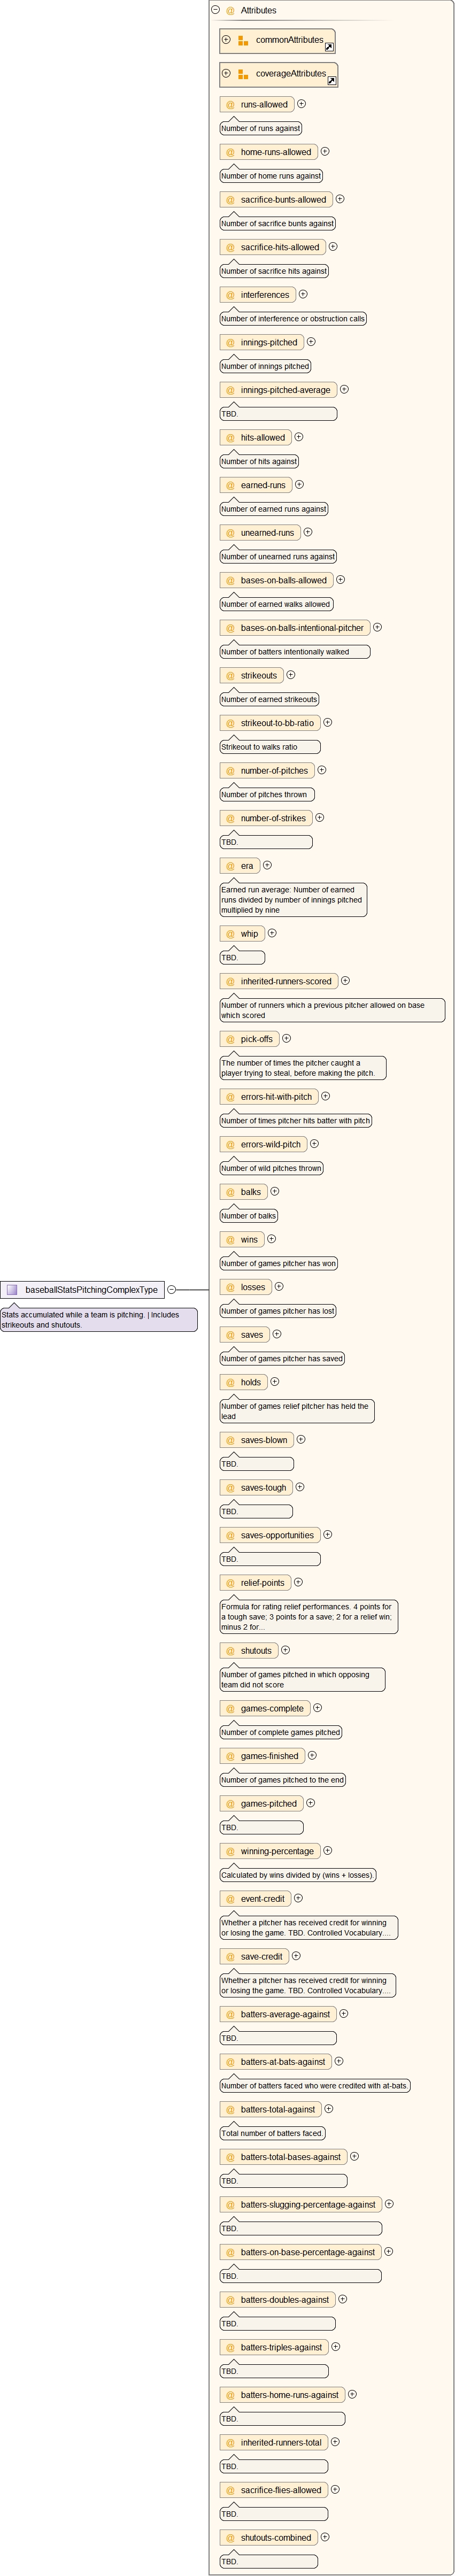 @ Attributes
commonAttributes
coverageAttributes
@ runs-allowed
Number of runs against
@ home-runs-allowed
Number of home runs against
@ sacrifice-bunts-allowed
Number of sacrifice bunts against
@ sacrifice-hits-allowed
Number of sacrifice hits against
@ interferences
Number of interference or obstruction calls
@ innings-pitched
Number of innings pitched
@ innings-pitched-average
TBD.
@ hits-allowed
Number of hits against
@ earned-runs
Number of earned runs against
@ unearned-runs
Number of unearned runs against
@ bases-on-balls-allowed
Number of earned walks allowed
@ bases-on-balls-intentional-pitcher
Number of batters intentionally walked
@ strikeouts
Number of earned strikeouts
@ strikeout-to-bb-ratio
Strikeout to walks ratio
@ number-of-pitches
Number of pitches thrown
@ number-of-strikes
TBD.
@ era
Earned run average: Number of earned
runs divided by number of innings pitched
multiplied by nine
@ whip
TBD.
@ inherited-runners-scored
Number of runners which a previous pitcher allowed on base
which scored
@ pick-offs
The number of times the pitcher caught a
player trying to steal, before making the pitch.
@ errors-hit-with-pitch
Number of times pitcher hits batter with pitch
@ errors-wild-pitch
Number of wild pitches thrown
@ balks
Number of balks
@ wins
Number of games pitcher has won
baseballStatsPitchingComplexType
Stats accumulated while a team is pitching. | Includes
strikeouts and shutouts.
@ losses
Number of games pitcher has lost
@ saves
Number of games pitcher has saved
@ holds
Number of games relief pitcher has held the
lead
@ saves-blown
TBD.
@ saves-tough
TBD.
@ saves-opportunities
TBD.
@ relief-points
Formula for rating relief performances. 4 points for
a tough save; 3 points for a save; 2 for a relief win;
minus 2 for...
@ shutouts
Number of games pitched in which opposing
team did not score
@ games-complete
Number of complete games pitched
@ games-finished
Number of games pitched to the end
@ games-pitched
TBD.
@ winning-percentage
Calculated by wins divided by (wins + losses).
@ event-credit
Whether a pitcher has received credit for winning
or losing the game. TBD. Controlled Vocabulary....
@ save-credit
Whether a pitcher has received credit for winning
or losing the game. TBD. Controlled Vocabulary....
@ batters-average-against
TBD.
@ batters-at-bats-against
Number of batters faced who were credited with at-bats.
@ batters-total-against
Total number of batters faced.
@ batters-total-bases-against
TBD.
@ batters-slugging-percentage-against
TBD.
@ batters-on-base-percentage-against
TBD.
@ batters-doubles-against
TBD.
@ batters-triples-against
TBD.
@ batters-home-runs-against
TBD.
@ inherited-runners-total
TBD.
@ sacrifice-flies-allowed
TBD.
@ shutouts-combined
TBD.